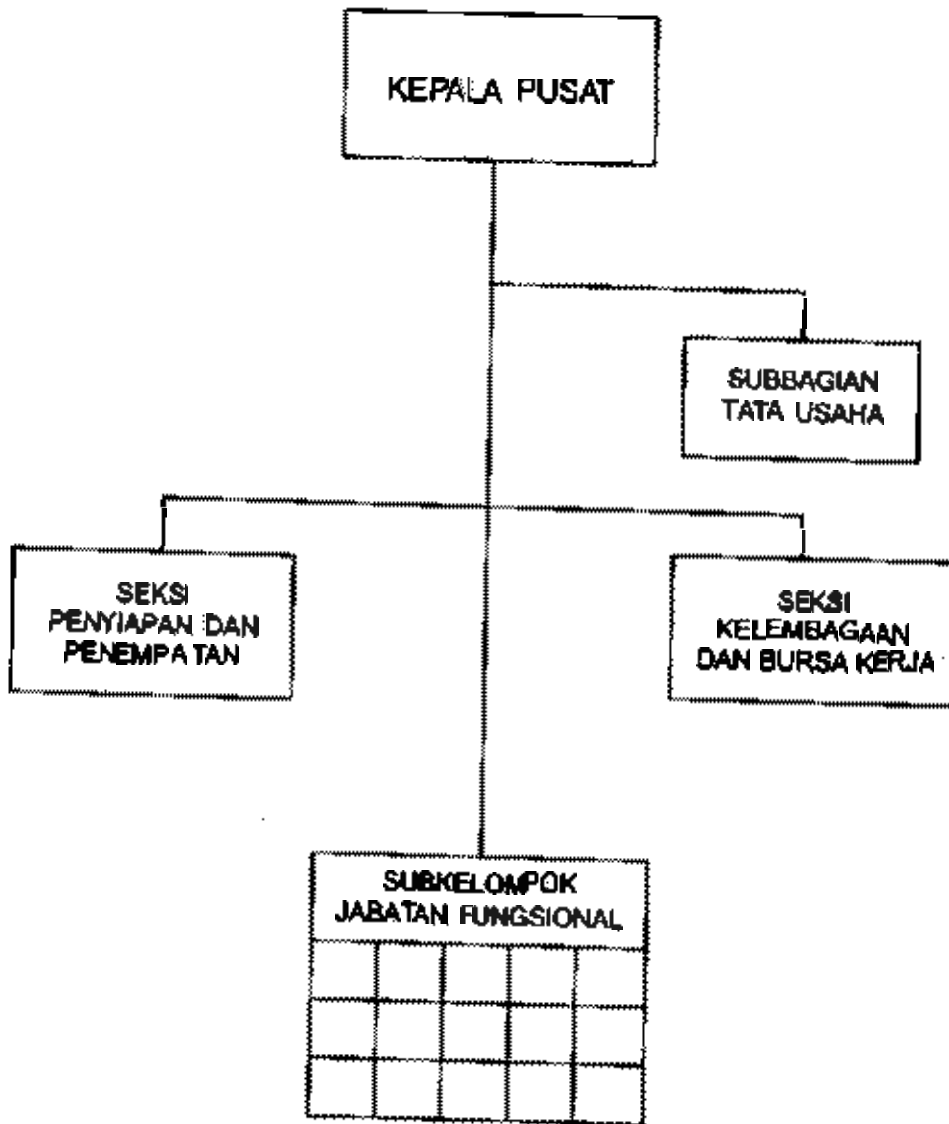 KEPALA PUSAT
SUBBAGIAN
TATA USAHA
SEKSI
PENYIAPAN DAN
PENEMPATAN
SEKSI
KELEMBAGAAN
DAN BURSA KERJA
SUBKELOMPOK
JABATAN FUNGSIONAL